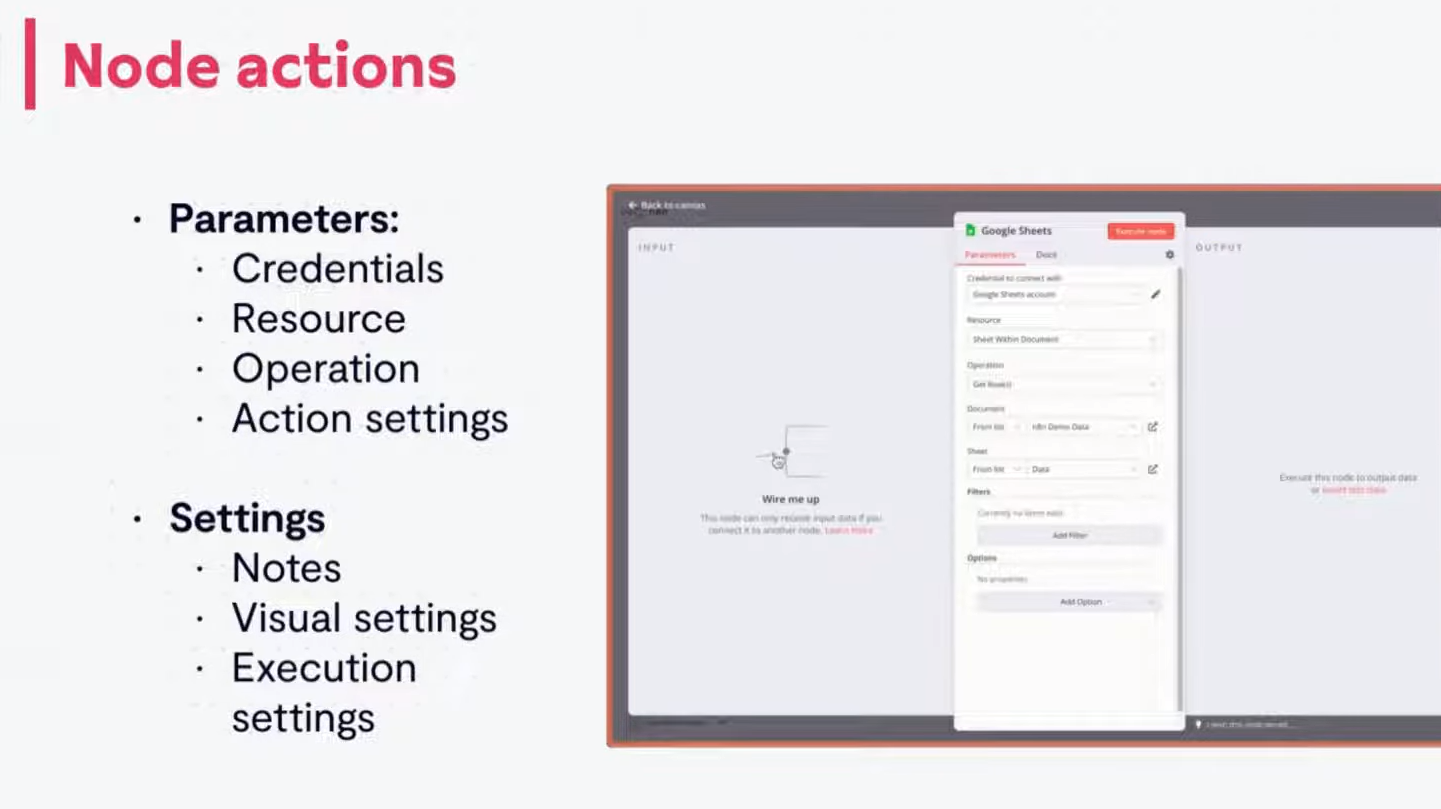 Node actions
· Parameters:
· Credentials
· Resource
· Operation
· Action settings
· Settings
· Notes
· Visual settings
· Execution
settings
Back to canvas
INPUT
Wire me up
This node can only receive input data if you
connect it to another node. Learn more
Google Sheets
Execute node
Parameters Docs
Credential to connect with
Google Sheets account
Resource
Sheet Within Document
Operation
Get Row(s)
Document
From list n8n Demo Data
Sheet
From list Data
Filters
Currently no items exist
Add Filter
Options
No properties
Add Option
OUTPUT
Execute this node to output data
or insert test data
I wish this node would...